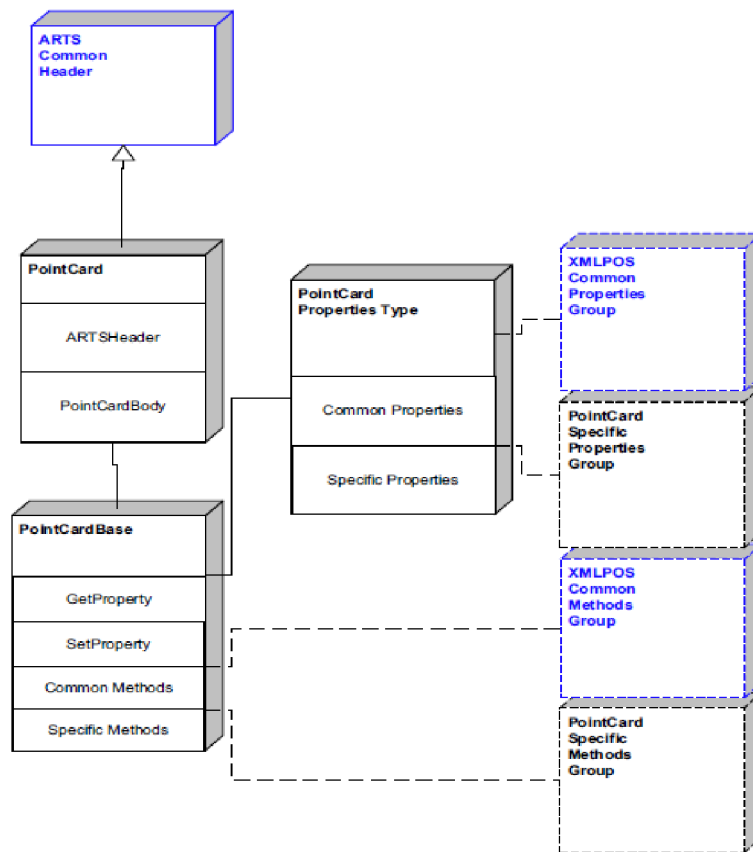 ARTS
Common
Header
PointCard
ARTSHeader
PointCardBody
PointCard
Properties Type
Common Properties
Specific Properties
XMLPOS
Common
Properties
Group
PointCard
Specific
Properties
Group
PointCardBase
GetProperty
SetProperty
Common Methods
Specific Methods
XMLPOS
Common
Methods
Group
PointCard
Specific
Methods
Group